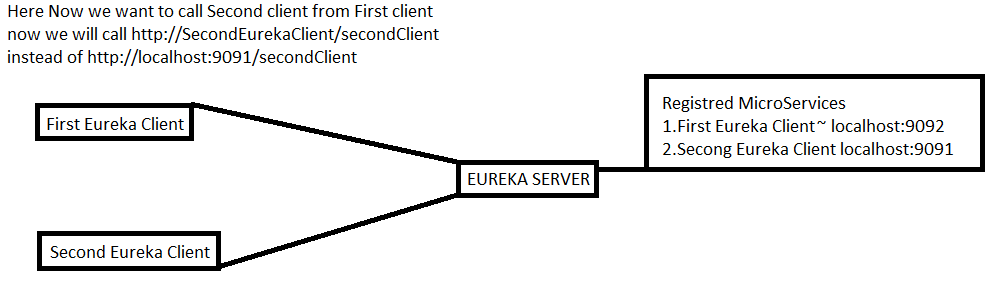 Here Now we want to call Second client from First client
now we will call http://SecondEurekaClient/secondClient
instead of http://localhost:9091/secondClient
First Eureka Client
Registred MicroServices
1.First Eureka Client~ localhost:9092
2.Secong Eureka Client localhost:9091
EUREKA SERVER
Second Eureka Client